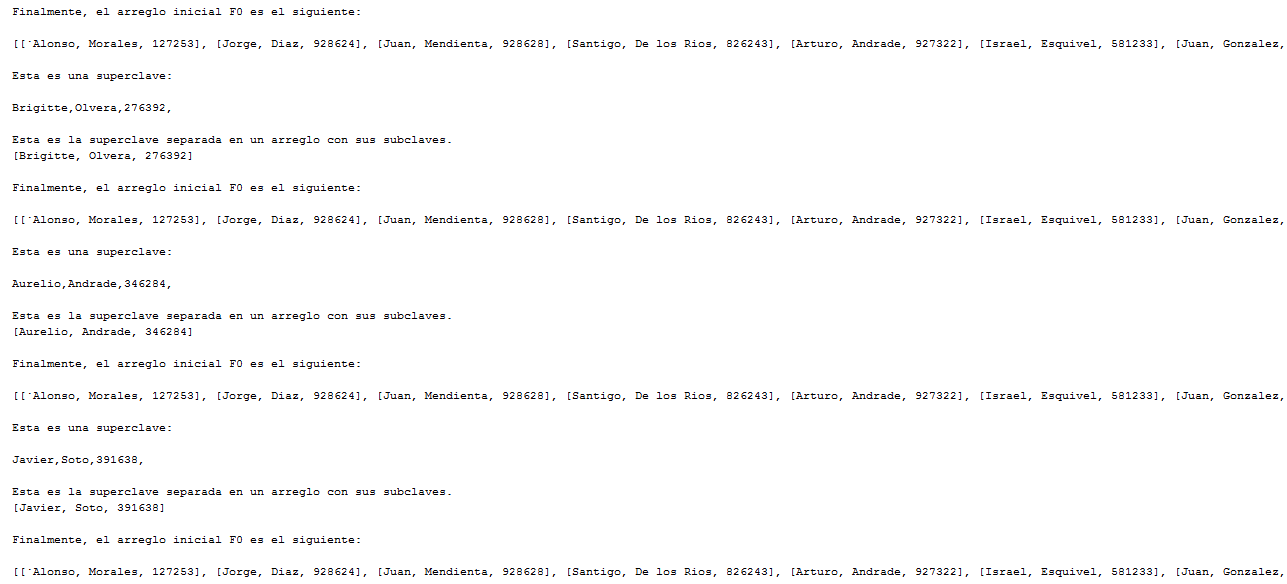 Finalmente, el arreglo inicial F0 es el siguiente:
[[`Alonso, Morales, 127253], [Jorge, Diaz, 928624], [Juan, Mendienta, 928628], [Santigo, De los Rios, 826243], [Arturo, Andrade, 927322], [Israel, Esquivel, 581233], [Juan, Gonzalez,
Esta es una superclave:
Brigitte,Olvera,276392,
Esta es la superclave separada en un arreglo con sus subclaves.
[Brigitte, Olvera, 276392]
Finalmente, el arreglo inicial F0 es el siguiente:
[[`Alonso, Morales, 127253], [Jorge, Diaz, 928624], [Juan, Mendienta, 928628], [Santigo, De los Rios, 826243], [Arturo, Andrade, 927322], [Israel, Esquivel, 581233], [Juan, Gonzalez,
Esta es una superclave:
Aurelio,Andrade,346284,
Esta es la superclave separada en un arreglo con sus subclaves.
[Aurelio, Andrade, 346284]
Finalmente, el arreglo inicial F0 es el siguiente:
[[`Alonso, Morales, 127253], [Jorge, Diaz, 928624], [Juan, Mendienta, 928628], [Santigo, De los Rios, 826243], [Arturo, Andrade, 927322], [Israel, Esquivel, 581233], [Juan, Gonzalez,
Esta es una superclave:
Javier,Soto,391638,
Esta es la superclave separada en un arreglo con sus subclaves.
[Javier, Soto, 391638]
Finalmente, el arreglo inicial F0 es el siguiente:
[[`Alonso, Morales, 127253], [Jorge, Diaz, 928624], [Juan, Mendienta, 928628], [Santigo, De los Rios, 826243], [Arturo, Andrade, 927322], [Israel, Esquivel, 581233], [Juan, Gonzalez,